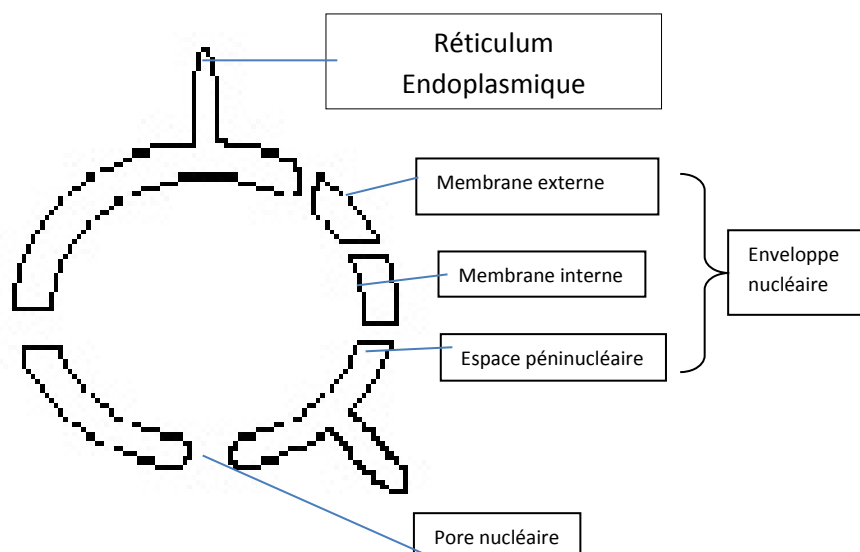 Réticulum
Endoplasmique
Membrane externe
Membrane interne
Enveloppe
nucléaire
Espace péninucléaire
Pore nucléaire